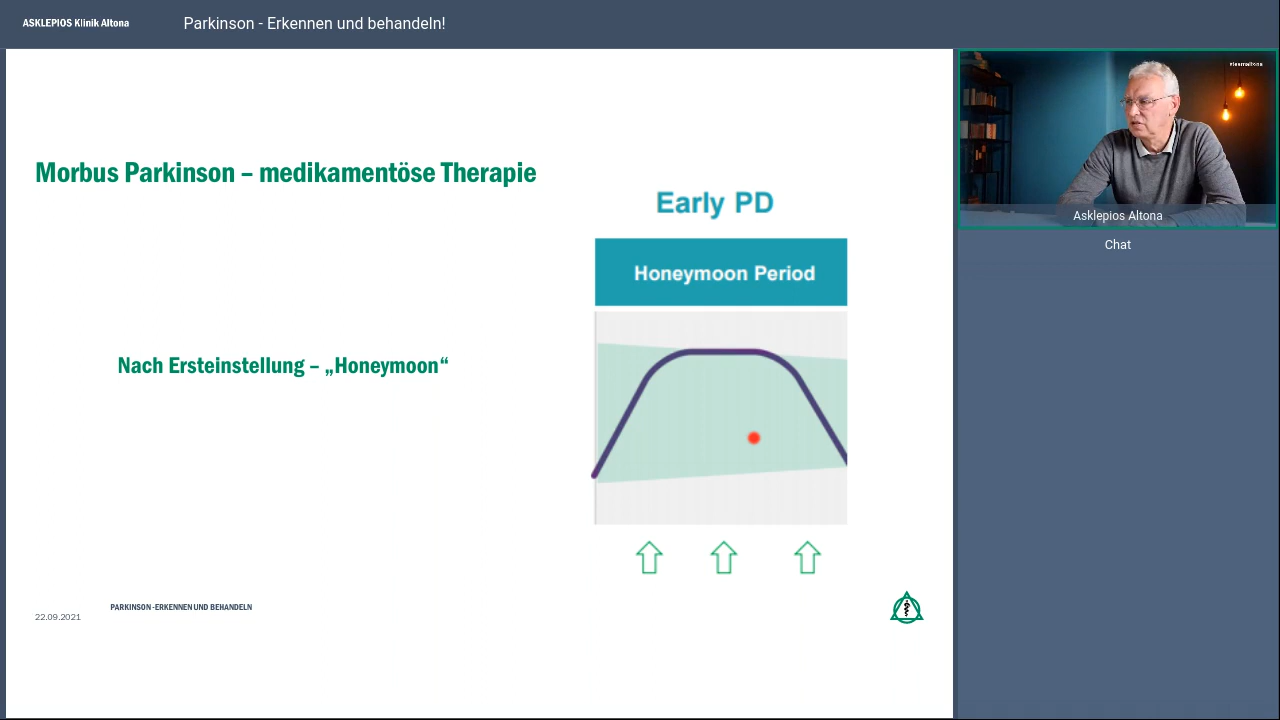 ASKLEPIOS Klinik Altona
Parkinson - Erkennen und behandeln!
Morbus Parkinson – medikamentöse Therapie
Early PD
Honeymoon Period
Nach Ersteinstellung – „Honeymoon“
PARKINSON -ERKENNEN UND BEHANDELN
22.09.2021
Asklepios Altona
Chat